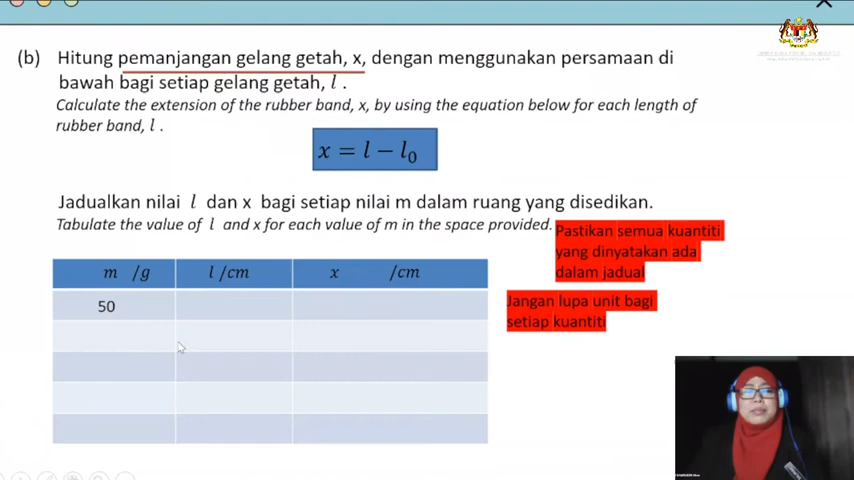 (b) Hitung pemanjangan gelang getah, x, dengan menggunakan persamaan di
bawah bagi setiap gelang getah, l .
Calculate the extension of the rubber band, x, by using the equation below for each length of
rubber band, l .
x = l − l₀
Jadualkan nilai l dan x bagi setiap nilai m dalam ruang yang disedikan.
Tabulate the value of l and x for each value of m in the space provided.
Pastikan semua kuantiti
yang dinyatakan ada
dalam jadual
m /g l /cm x /cm
Jangan lupa unit bagi
setiap kuantiti
50